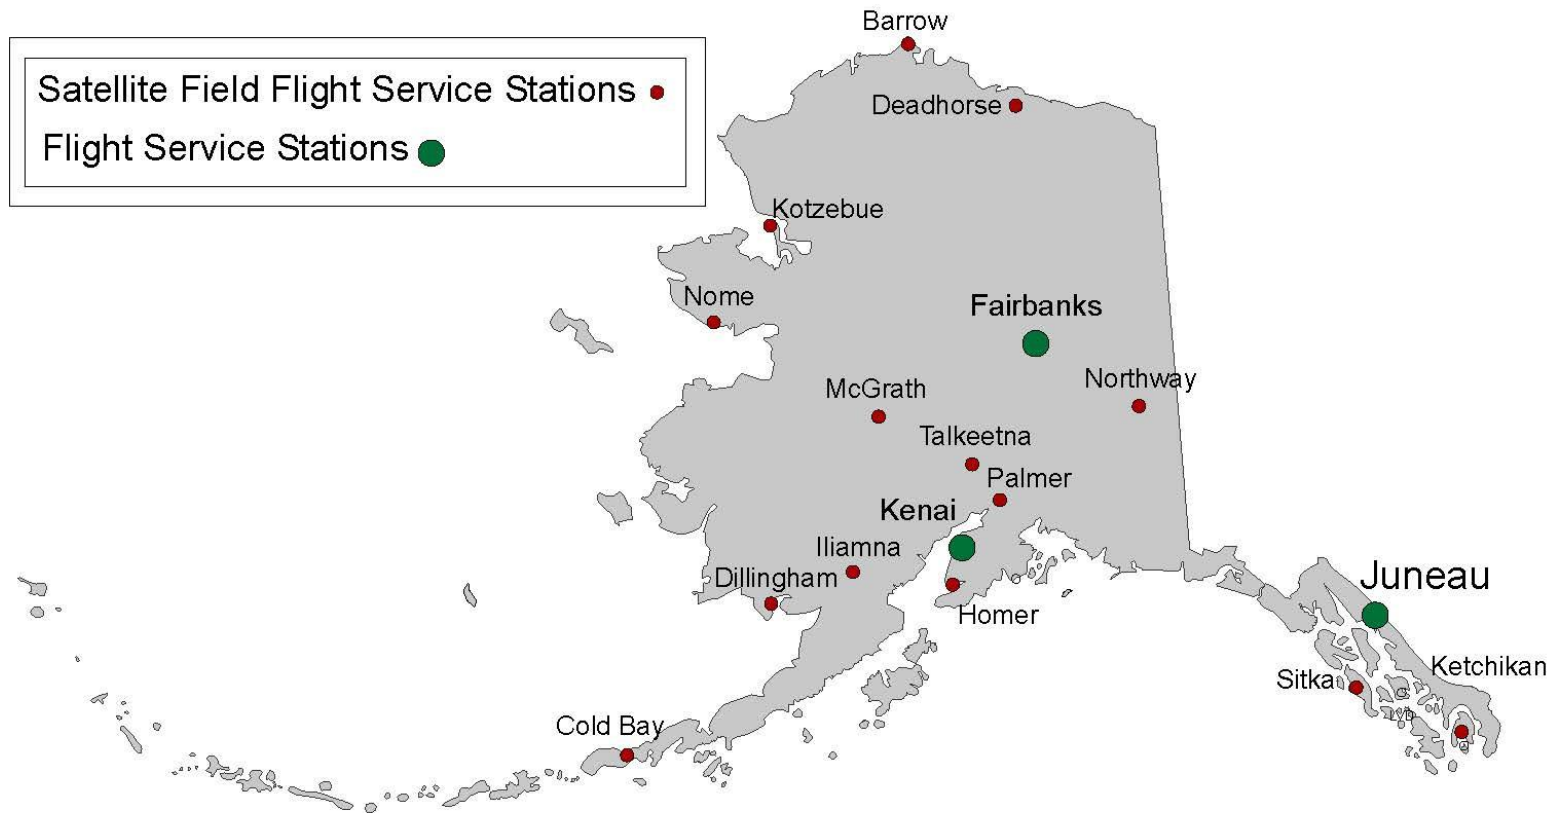 Barrow
Satellite Field Flight Service Stations
Deadhorse
Flight Service Stations
Kotzebue
Nome
Fairbanks
Northway
McGrath
Talkeetna
Palmer
Kenai
Iliamna
Dillingham
Homer
Juneau
Ketchikan
Sitka
Cold Bay